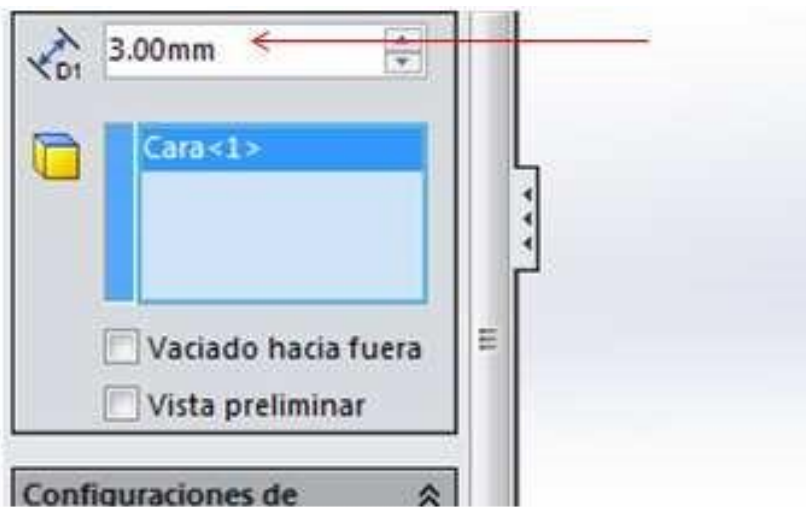 D1 3.00mm
Cara<1>
Vaciado hacia fuera
Vista preliminar
Configuraciones de